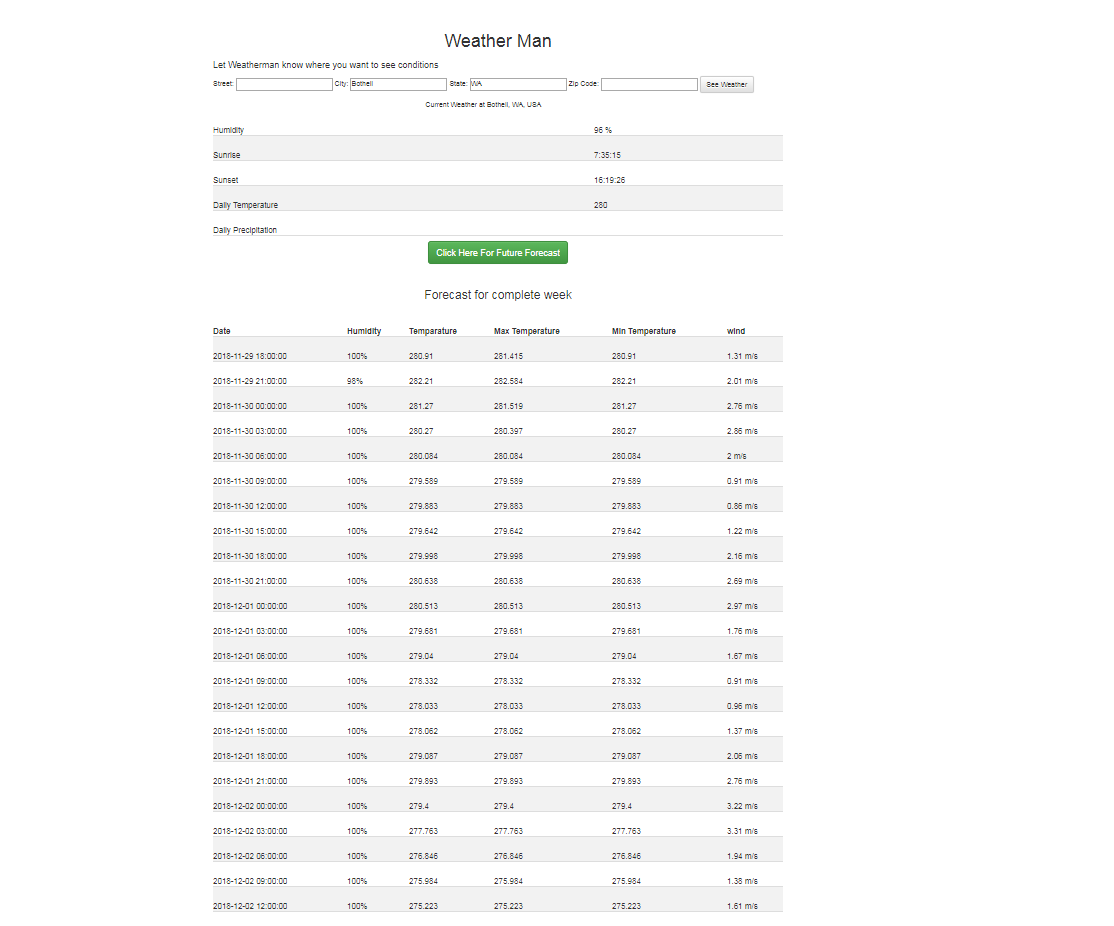 Weather Man
Let Weatherman know where you want to see conditions
Street: City: Bothell State: WA Zip Code: See Weather
Current Weather at Bothell, WA, USA
Humidity 96 %
Sunrise 7:35:15
Sunset 16:19:26
Daily Temperature 280
Daily Precipitation
Click Here For Future Forecast
Forecast for complete week
Date Humidity Temparature Max Temperature Min Temperature wind
2018-11-29 18:00:00 100% 280.91 281.415 280.91 1.31 m/s
2018-11-29 21:00:00 98% 282.21 282.584 282.21 2.01 m/s
2018-11-30 00:00:00 100% 281.27 281.519 281.27 2.76 m/s
2018-11-30 03:00:00 100% 280.27 280.397 280.27 2.86 m/s
2018-11-30 06:00:00 100% 280.084 280.084 280.084 2 m/s
2018-11-30 09:00:00 100% 279.589 279.589 279.589 0.91 m/s
2018-11-30 12:00:00 100% 279.883 279.883 279.883 0.86 m/s
2018-11-30 15:00:00 100% 279.642 279.642 279.642 1.22 m/s
2018-11-30 18:00:00 100% 279.998 279.998 279.998 2.16 m/s
2018-11-30 21:00:00 100% 280.638 280.638 280.638 2.69 m/s
2018-12-01 00:00:00 100% 280.513 280.513 280.513 2.97 m/s
2018-12-01 03:00:00 100% 279.681 279.681 279.681 1.76 m/s
2018-12-01 06:00:00 100% 279.04 279.04 279.04 1.67 m/s
2018-12-01 09:00:00 100% 278.332 278.332 278.332 0.91 m/s
2018-12-01 12:00:00 100% 278.033 278.033 278.033 0.96 m/s
2018-12-01 15:00:00 100% 278.062 278.062 278.062 1.37 m/s
2018-12-01 18:00:00 100% 279.087 279.087 279.087 2.06 m/s
2018-12-01 21:00:00 100% 279.893 279.893 279.893 2.76 m/s
2018-12-02 00:00:00 100% 279.4 279.4 279.4 3.22 m/s
2018-12-02 03:00:00 100% 277.763 277.763 277.763 3.31 m/s
2018-12-02 06:00:00 100% 276.846 276.846 276.846 1.94 m/s
2018-12-02 09:00:00 100% 275.984 275.984 275.984 1.38 m/s
2018-12-02 12:00:00 100% 275.223 275.223 275.223 1.61 m/s